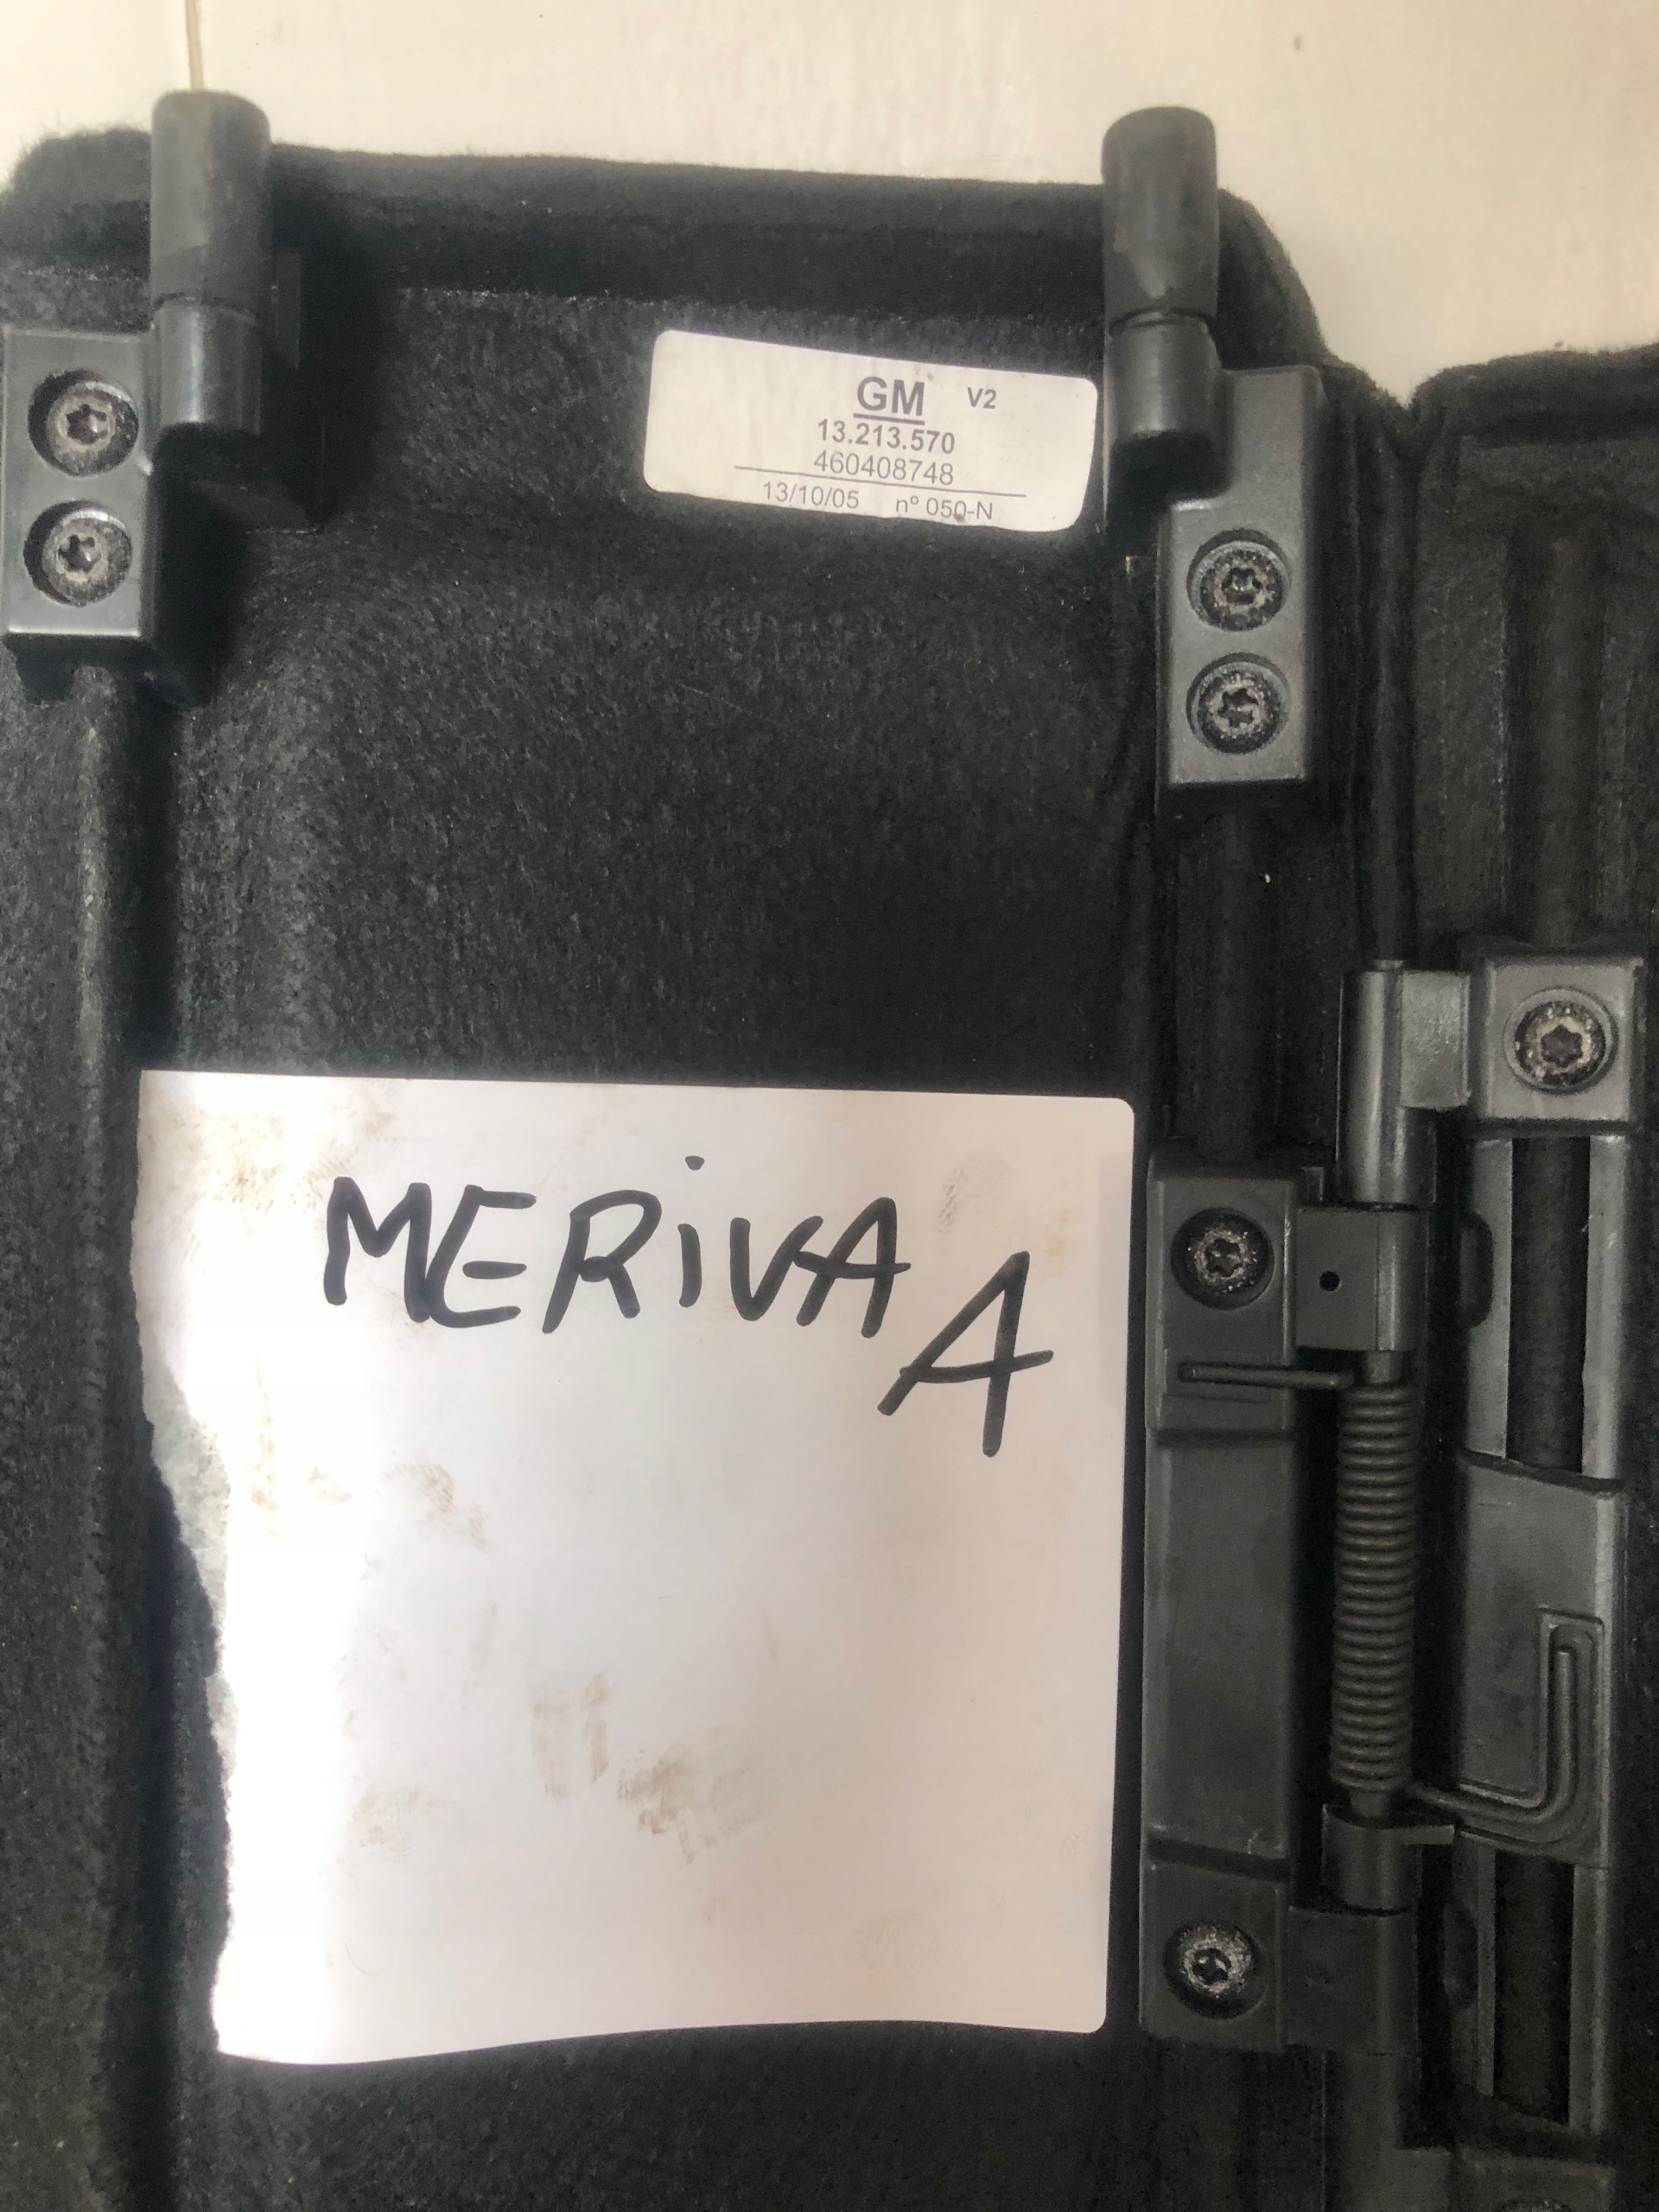 GM V2
13.213.570
460408748
13/10/05 nº 050-N
MERiVA A